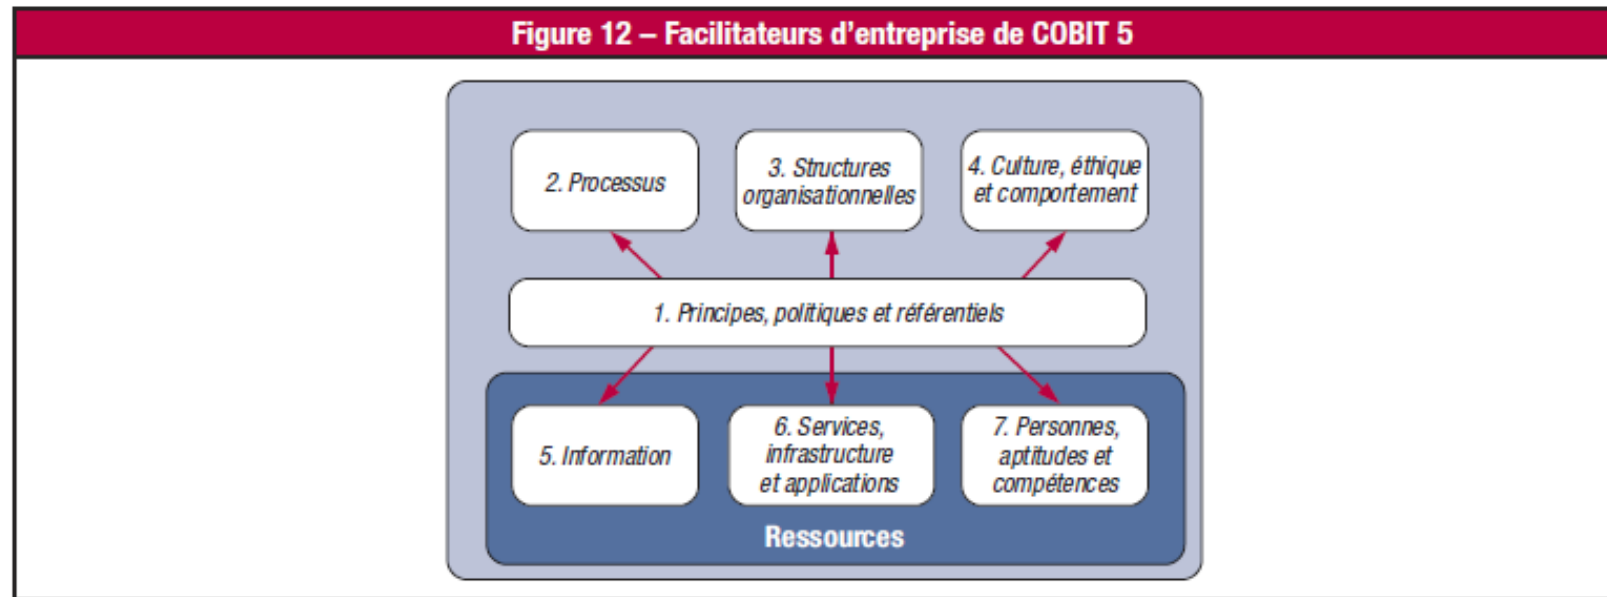 Figure 12 – Facilitateurs d’entreprise de COBIT 5
2. Processus
3. Structures
organisationnelles
4. Culture, éthique
et comportement
1. Principes, politiques et référentiels
5. Information
6. Services,
infrastructure
et applications
7. Personnes,
aptitudes et
compétences
Ressources